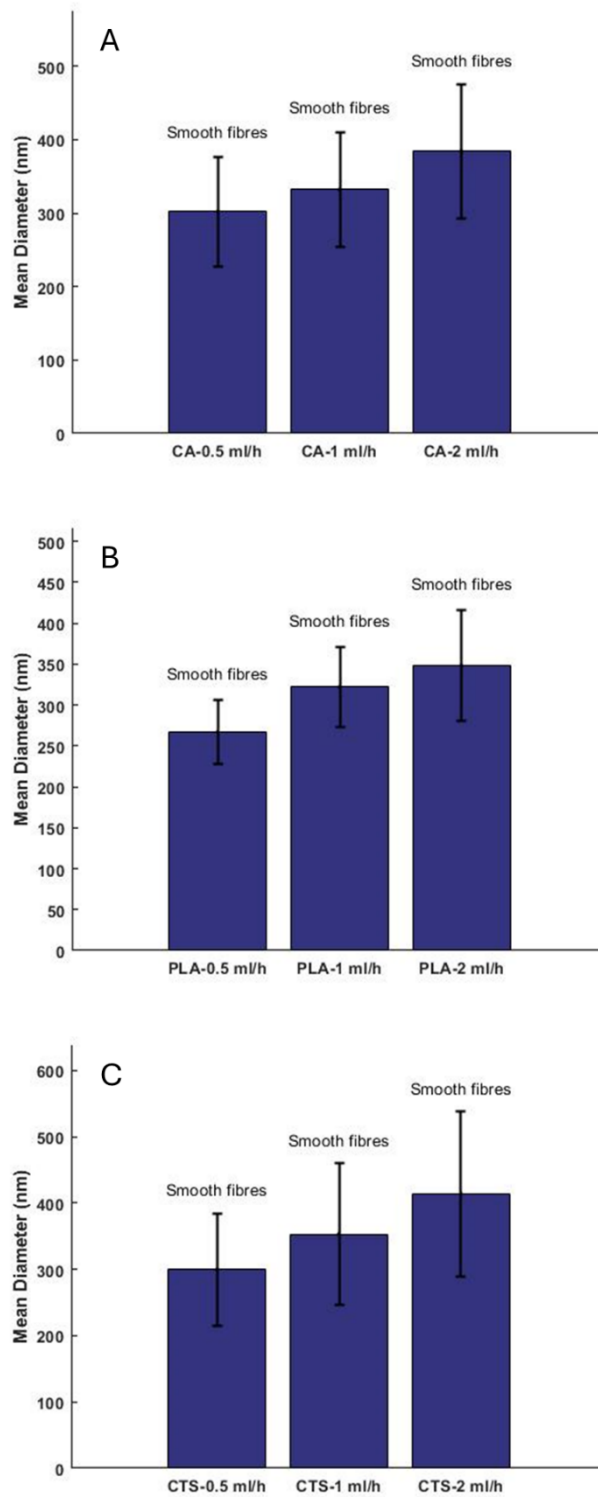 A
Mean Diameter (nm)
500
400
300
200
100
0
Smooth fibres
Smooth fibres
Smooth fibres
CA-0.5 ml/h
CA-1 ml/h
CA-2 ml/h
B
Mean Diameter (nm)
500
450
400
350
300
250
200
150
100
50
0
Smooth fibres
Smooth fibres
Smooth fibres
PLA-0.5 ml/h
PLA-1 ml/h
PLA-2 ml/h
C
Mean Diameter (nm)
600
500
400
300
200
100
0
Smooth fibres
Smooth fibres
Smooth fibres
CTS-0.5 ml/h
CTS-1 ml/h
CTS-2 ml/h